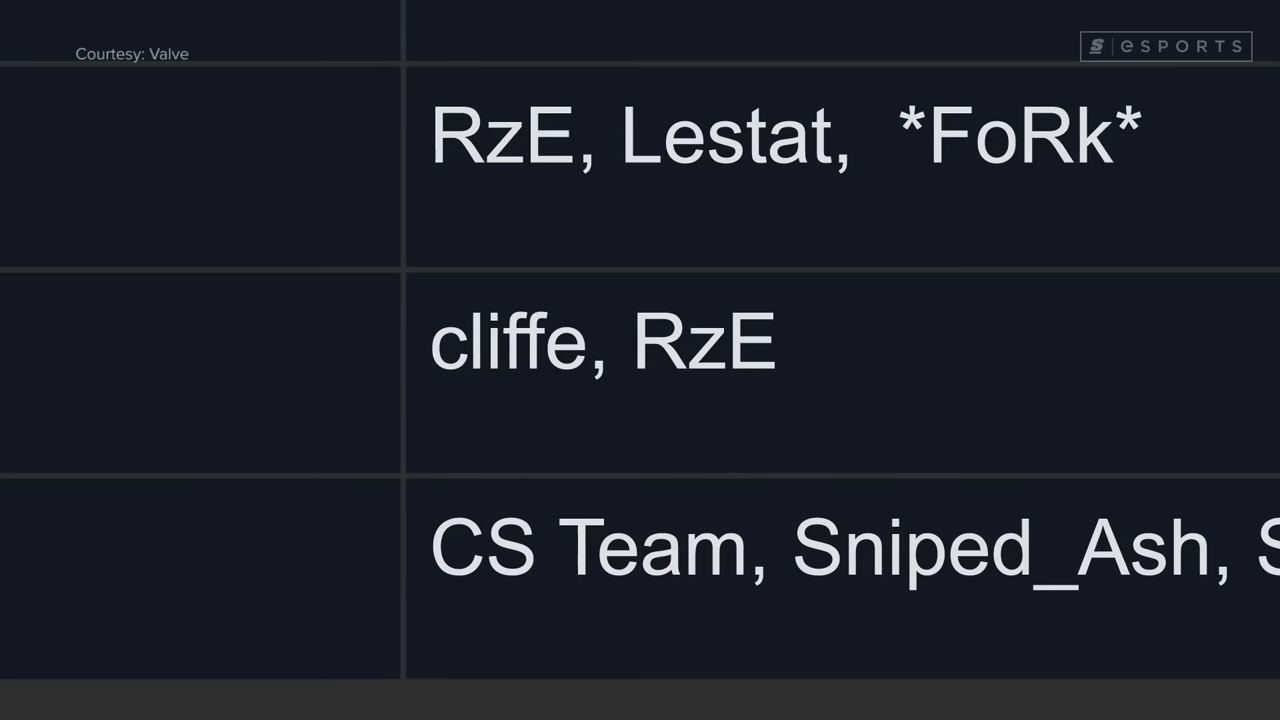 Courtesy: Valve
eSPORTS
RzE, Lestat,  *FoRk*
cliffe, RzE
CS Team, Sniped_Ash,